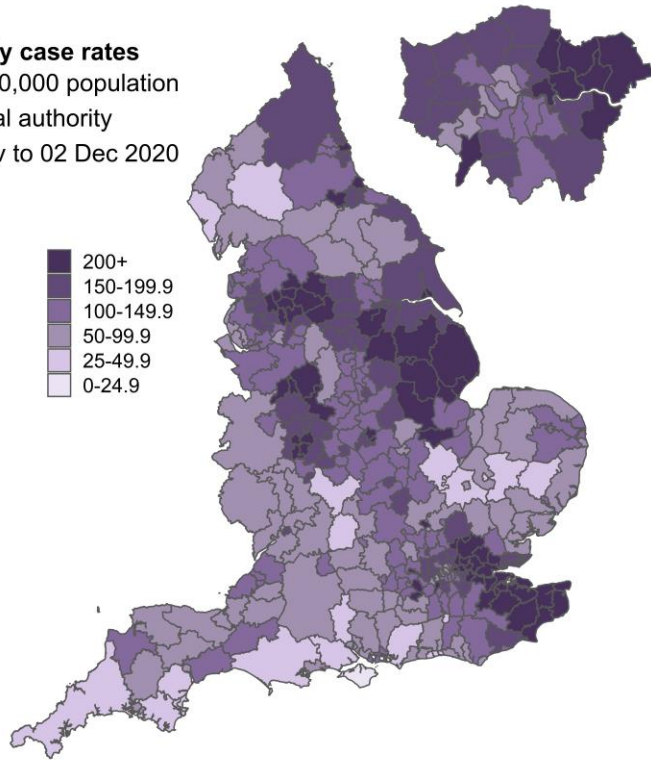 y case rates
0,000 population
al authority
v to 02 Dec 2020
200+
150-199.9
100-149.9
50-99.9
25-49.9
0-24.9